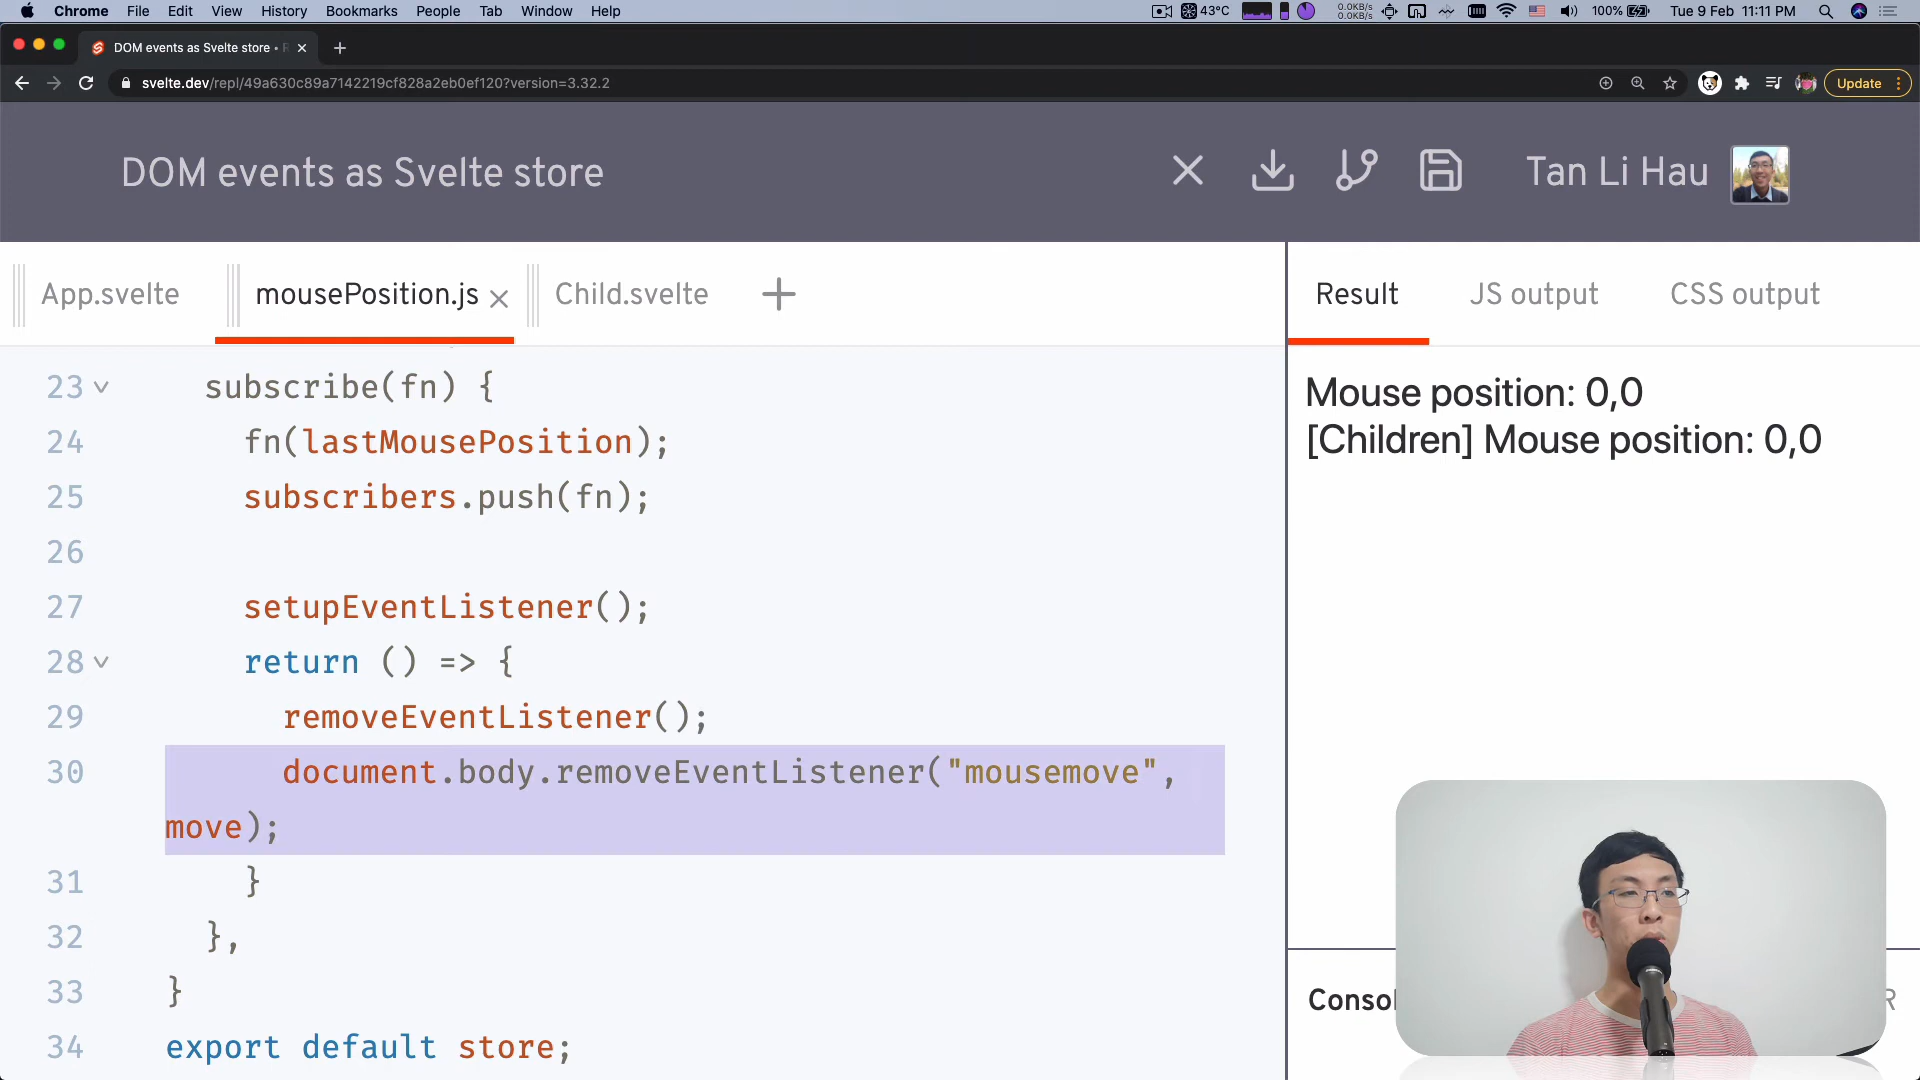 Chrome File Edit View History Bookmarks People Tab Window Help
43°C
0.0KB/s
0.0KB/s
100%
Tue 9 Feb 11:11 PM
DOM events as Svelte store •
svelte.dev/repl/49a630c89a7142219cf828a2eb0ef120?version=3.32.2
Update
DOM events as Svelte store
Tan Li Hau
App.svelte
mousePosition.js
Child.svelte
Result
JS output
CSS output
23 subscribe(fn) {
24 fn(lastMousePosition);
25 subscribers.push(fn);
26
27 setupEventListener();
28 return () => {
29 removeEventListener();
30 document.body.removeEventListener("mousemove",
move);
31 }
32 },
33 }
34 export default store;
Mouse position: 0,0
[Children] Mouse position: 0,0
Consol
R